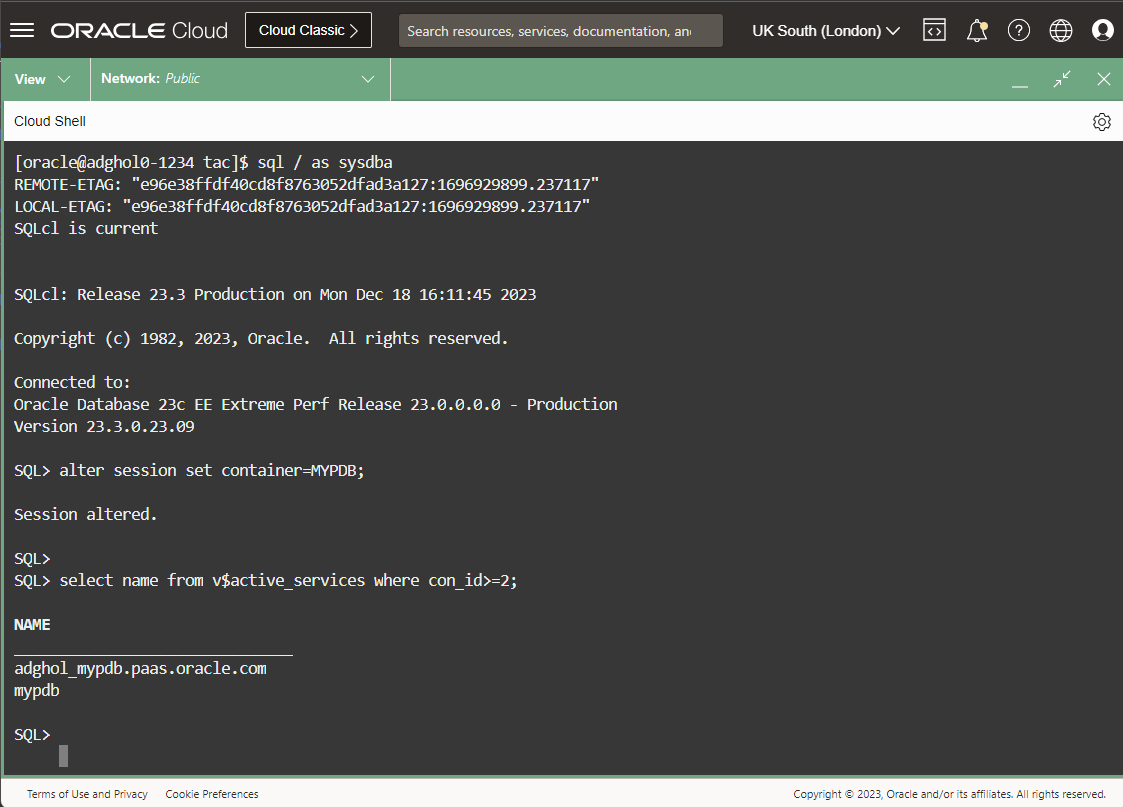 ORACLE Cloud
Cloud Classic
Search resources, services, documentation, an
UK South (London)
View
Network: Public
Cloud Shell
[oracle@adghol0-1234 tac]$ sql / as sysdba
REMOTE-ETAG: "e96e38ffdf40cd8f8763052dfad3a127:1696929899.237117"
LOCAL-ETAG: "e96e38ffdf40cd8f8763052dfad3a127:1696929899.237117"
SQLcl is current
SQLcl: Release 23.3 Production on Mon Dec 18 16:11:45 2023
Copyright (c) 1982, 2023, Oracle.  All rights reserved.
Connected to:
Oracle Database 23c EE Extreme Perf Release 23.0.0.0.0 - Production
Version 23.3.0.23.09
SQL> alter session set container=MYPDB;
Session altered.
SQL>
SQL> select name from v$active_services where con_id>=2;
NAME
_______________________________
adghol_mypdb.paas.oracle.com
mypdb
SQL>
Terms of Use and Privacy
Cookie Preferences
Copyright © 2023, Oracle and/or its affiliates. All rights reserved.